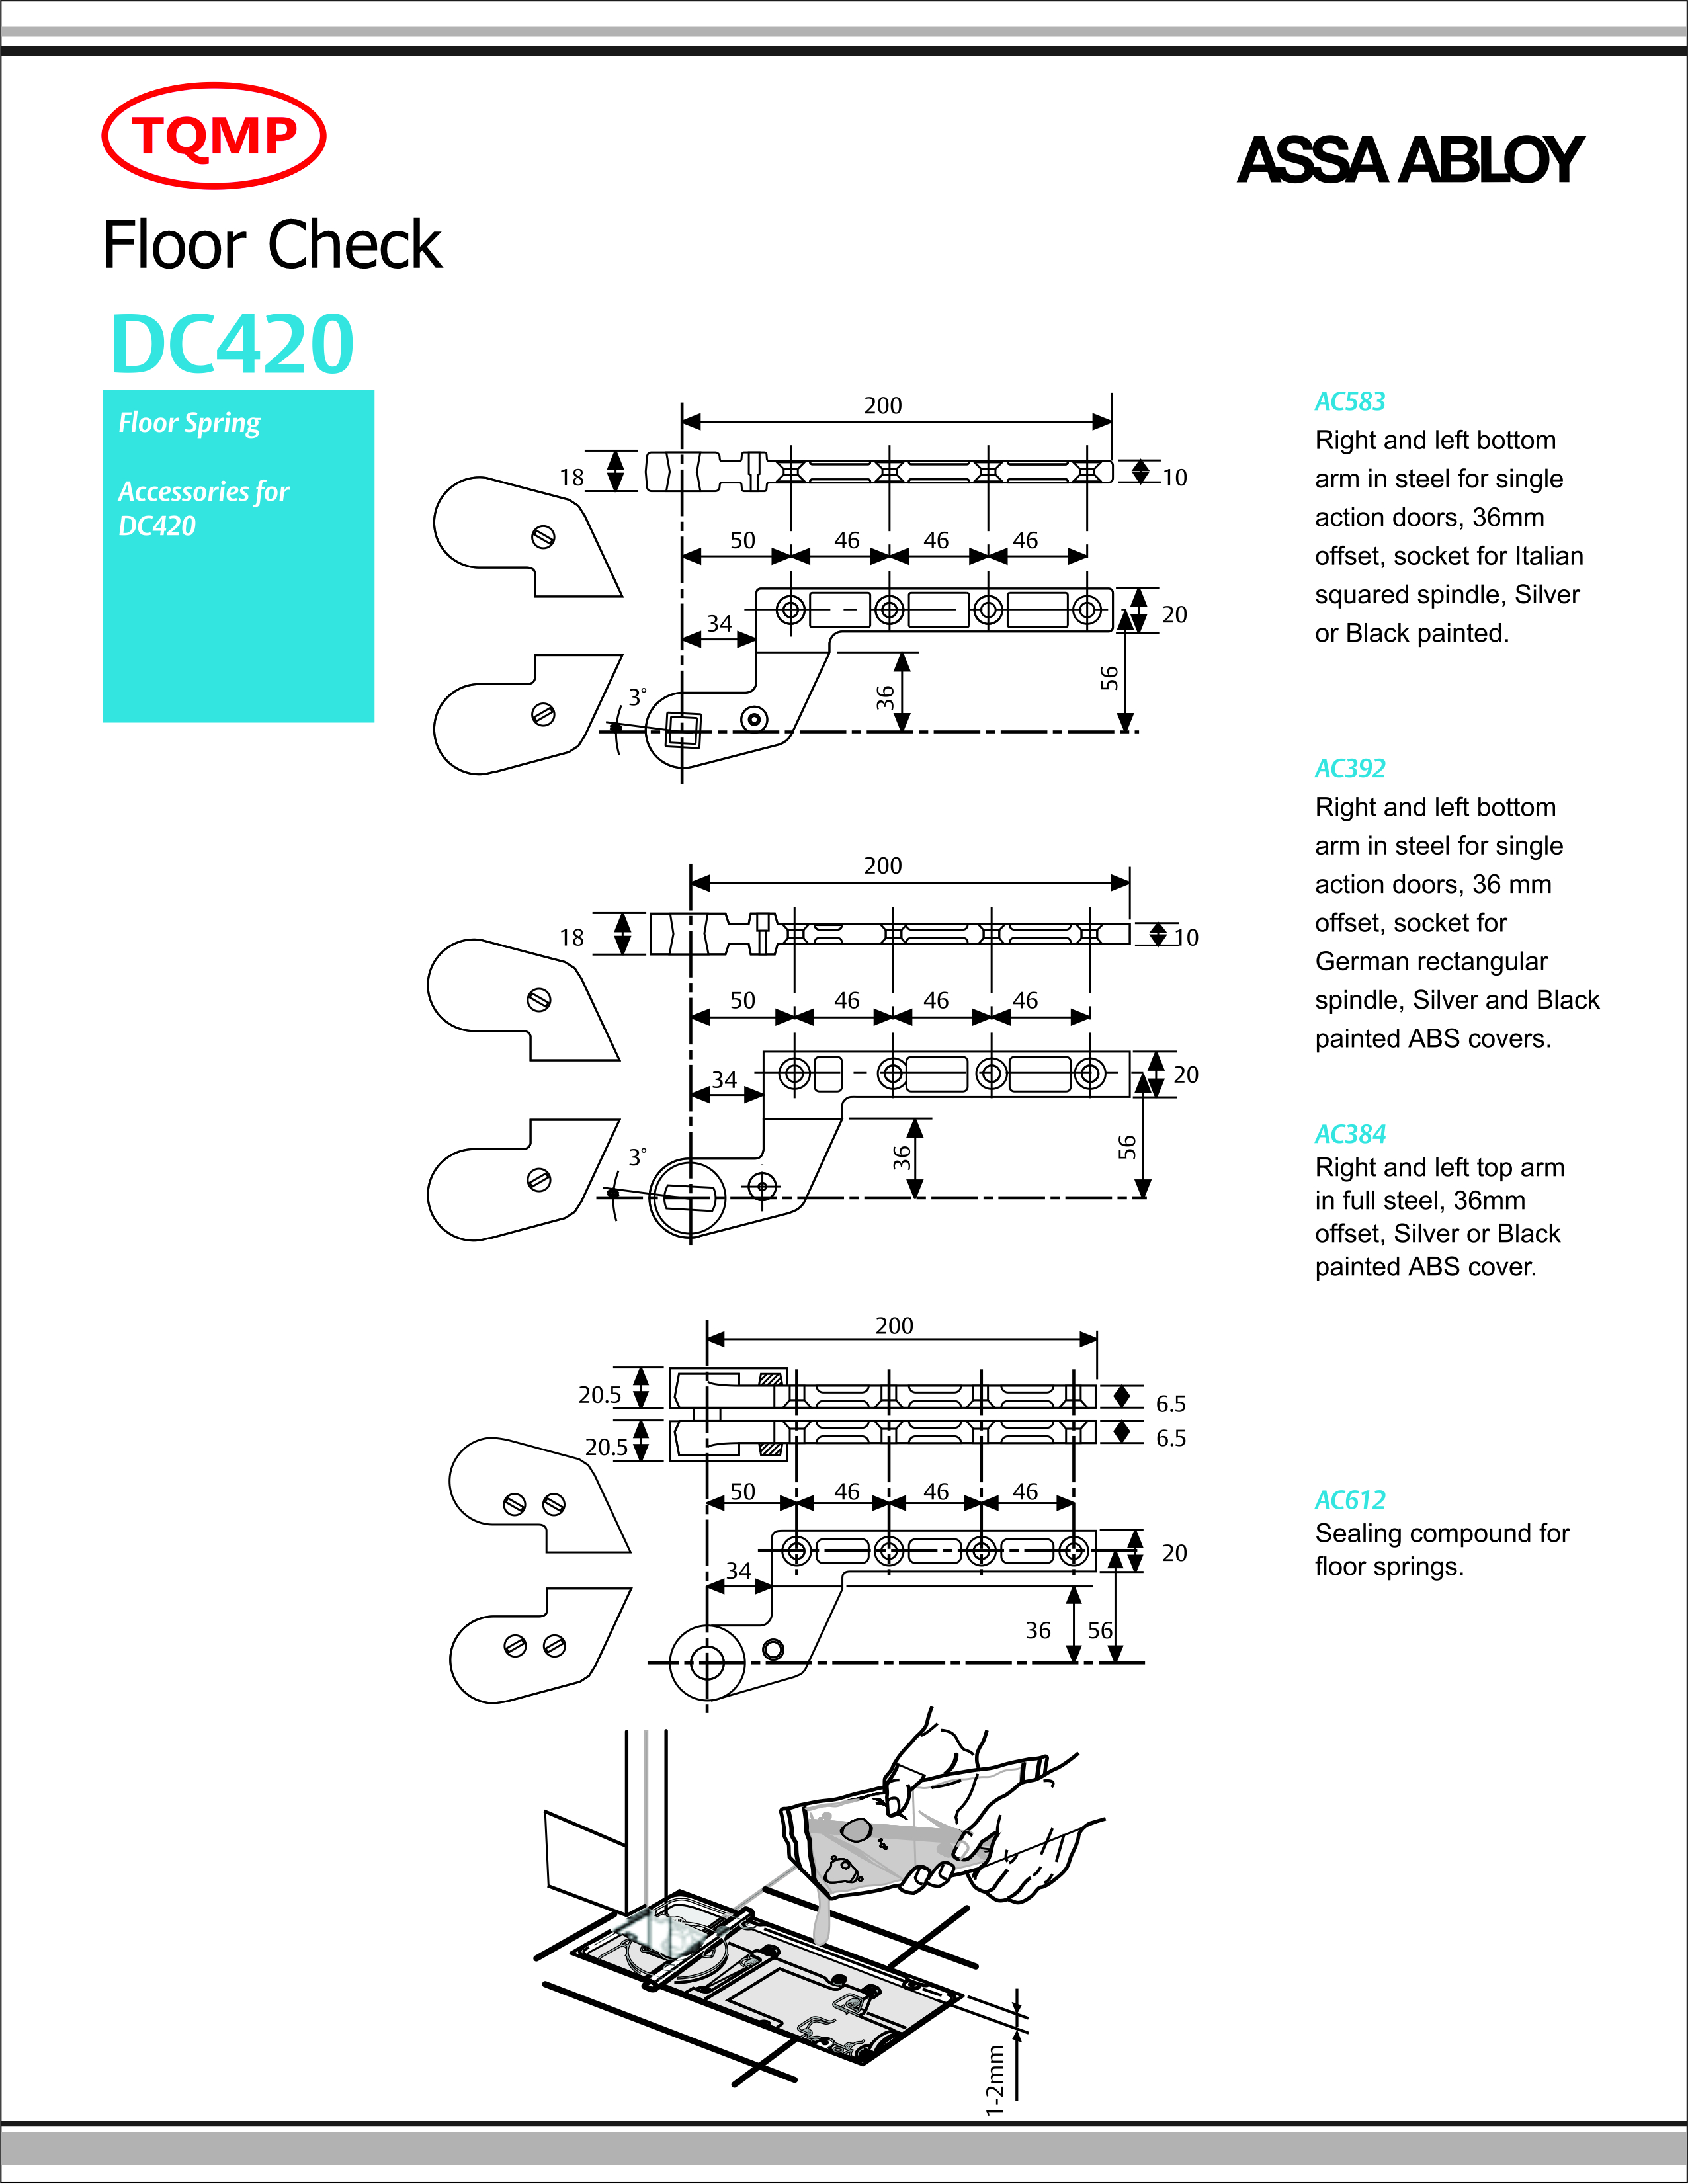 TQMP
ASSA ABLOY
Floor Check
DC420
Floor Spring
Accessories for
DC420
200
18
10
50 46 46 46
34
20
3°
36
56
AC583
Right and left bottom
arm in steel for single
action doors, 36mm
offset, socket for Italian
squared spindle, Silver
or Black painted.
200
18
10
50 46 46 46
34
20
3°
36
56
AC392
Right and left bottom
arm in steel for single
action doors, 36 mm
offset, socket for
German rectangular
spindle, Silver and Black
painted ABS covers.
AC384
Right and left top arm
in full steel, 36mm
offset, Silver or Black
painted ABS cover.
200
20.5
6.5
20.5
6.5
50 46 46 46
34
20
36 56
AC612
Sealing compound for
floor springs.
1-2mm